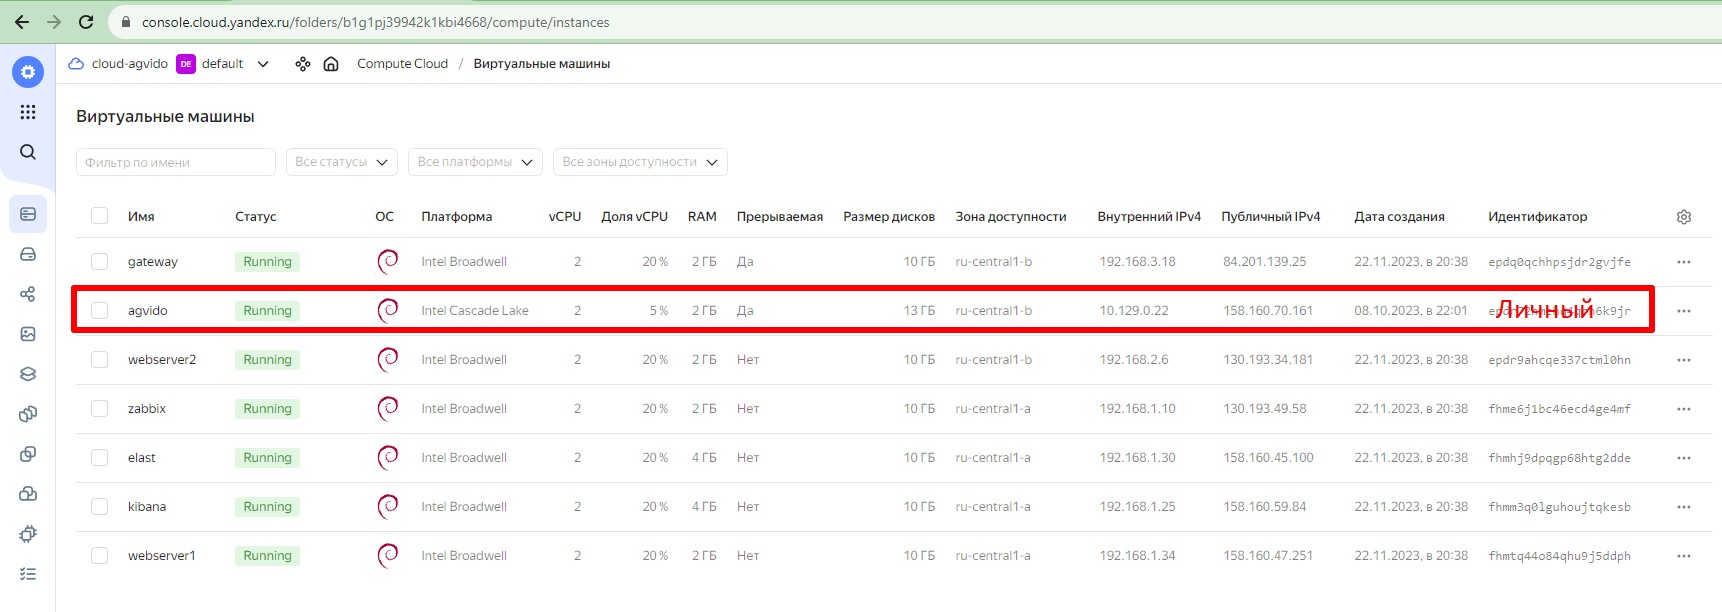 console.cloud.yandex.ru/folders/b1g1pj39942k1kbi4668/compute/instances
cloud-agvido DE default Compute Cloud / Виртуальные машины
Виртуальные машины
Фильтр по имени Все статусы Все платформы Все зоны доступности
Имя Статус ОС Платформа vCPU Доля vCPU RAM Прерываемая Размер дисков Зона доступности Внутренний IPv4 Публичный IPv4 Дата создания Идентификатор
gateway Running Intel Broadwell 2 20 % 2 ГБ Да 10 ГБ ru-central1-b 192.168.3.18 84.201.139.25 22.11.2023, в 20:38 epdq0qchhpsjdr2gvjfe
agvido Running Intel Cascade Lake 2 5 % 2 ГБ Да 13 ГБ ru-central1-b 10.129.0.22 158.160.70.161 08.10.2023, в 22:01 Личный
webserver2 Running Intel Broadwell 2 20 % 2 ГБ Нет 10 ГБ ru-central1-b 192.168.2.6 130.193.34.181 22.11.2023, в 20:38 epdr9ahcqe337ctml0hn
zabbix Running Intel Broadwell 2 20 % 2 ГБ Нет 10 ГБ ru-central1-a 192.168.1.10 130.193.49.58 22.11.2023, в 20:38 fhme6j1bc46ecd4ge4mf
elast Running Intel Broadwell 2 20 % 4 ГБ Нет 10 ГБ ru-central1-a 192.168.1.30 158.160.45.100 22.11.2023, в 20:38 fhmhj9dpqgp68htg2dde
kibana Running Intel Broadwell 2 20 % 4 ГБ Нет 10 ГБ ru-central1-a 192.168.1.25 158.160.59.84 22.11.2023, в 20:38 fhmm3q0lguhoujtqkesb
webserver1 Running Intel Broadwell 2 20 % 2 ГБ Нет 10 ГБ ru-central1-a 192.168.1.34 158.160.47.251 22.11.2023, в 20:38 fhmtq44o84qhu9j5ddph